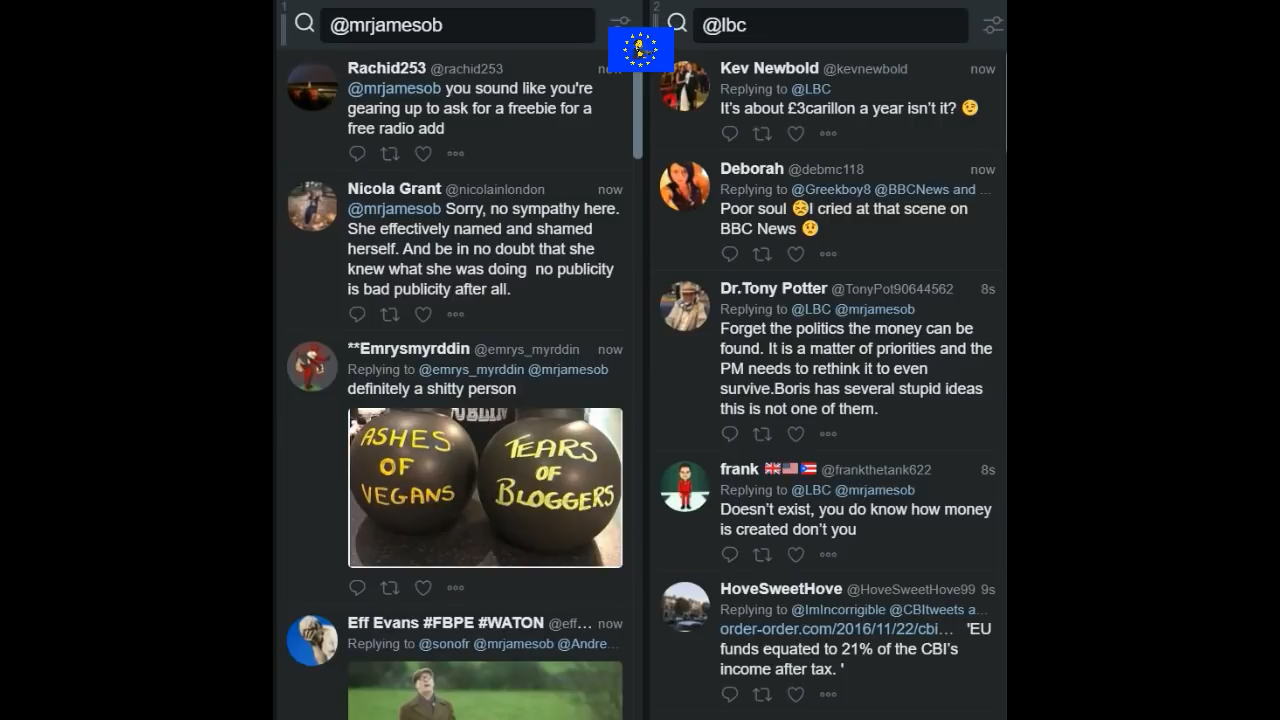 1
@mrjamesob
Rachid253 @rachid253
@mrjamesob you sound like you're
gearing up to ask for a freebie for a
free radio add
Nicola Grant @nicolainlondon now
@mrjamesob Sorry, no sympathy here.
She effectively named and shamed
herself. And be in no doubt that she
knew what she was doing  no publicity
is bad publicity after all.
**Emrysmyrddin @emrys_myrddin now
Replying to @emrys_myrddin @mrjamesob
definitely a shitty person
DUBLIN
ASHES
OF
VEGANS
TEARS
OF
BLOGGERS
Eff Evans #FBPE #WATON @eff... now
Replying to @sonofr @mrjamesob @Andre...
2
@lbc
Kev Newbold @kevnewbold now
Replying to @LBC
It's about £3carillon a year isn't it? 😉
Deborah @debmc118 now
Replying to @Greekboy8 @BBCNews and ...
Poor soul 😣I cried at that scene on
BBC News 😟
Dr.Tony Potter @TonyPot90644562 8s
Replying to @LBC @mrjamesob
Forget the politics the money can be
found. It is a matter of priorities and the
PM needs to rethink it to even
survive.Boris has several stupid ideas
this is not one of them.
frank 🇬🇧🇺🇸🇵🇷 @frankthetank622 8s
Replying to @LBC @mrjamesob
Doesn't exist, you do know how money
is created don't you
HoveSweetHove @HoveSweetHove99 9s
Replying to @ImIncorrigible @CBItweets a...
order-order.com/2016/11/22/cbi... 'EU
funds equated to 21% of the CBI's
income after tax. '